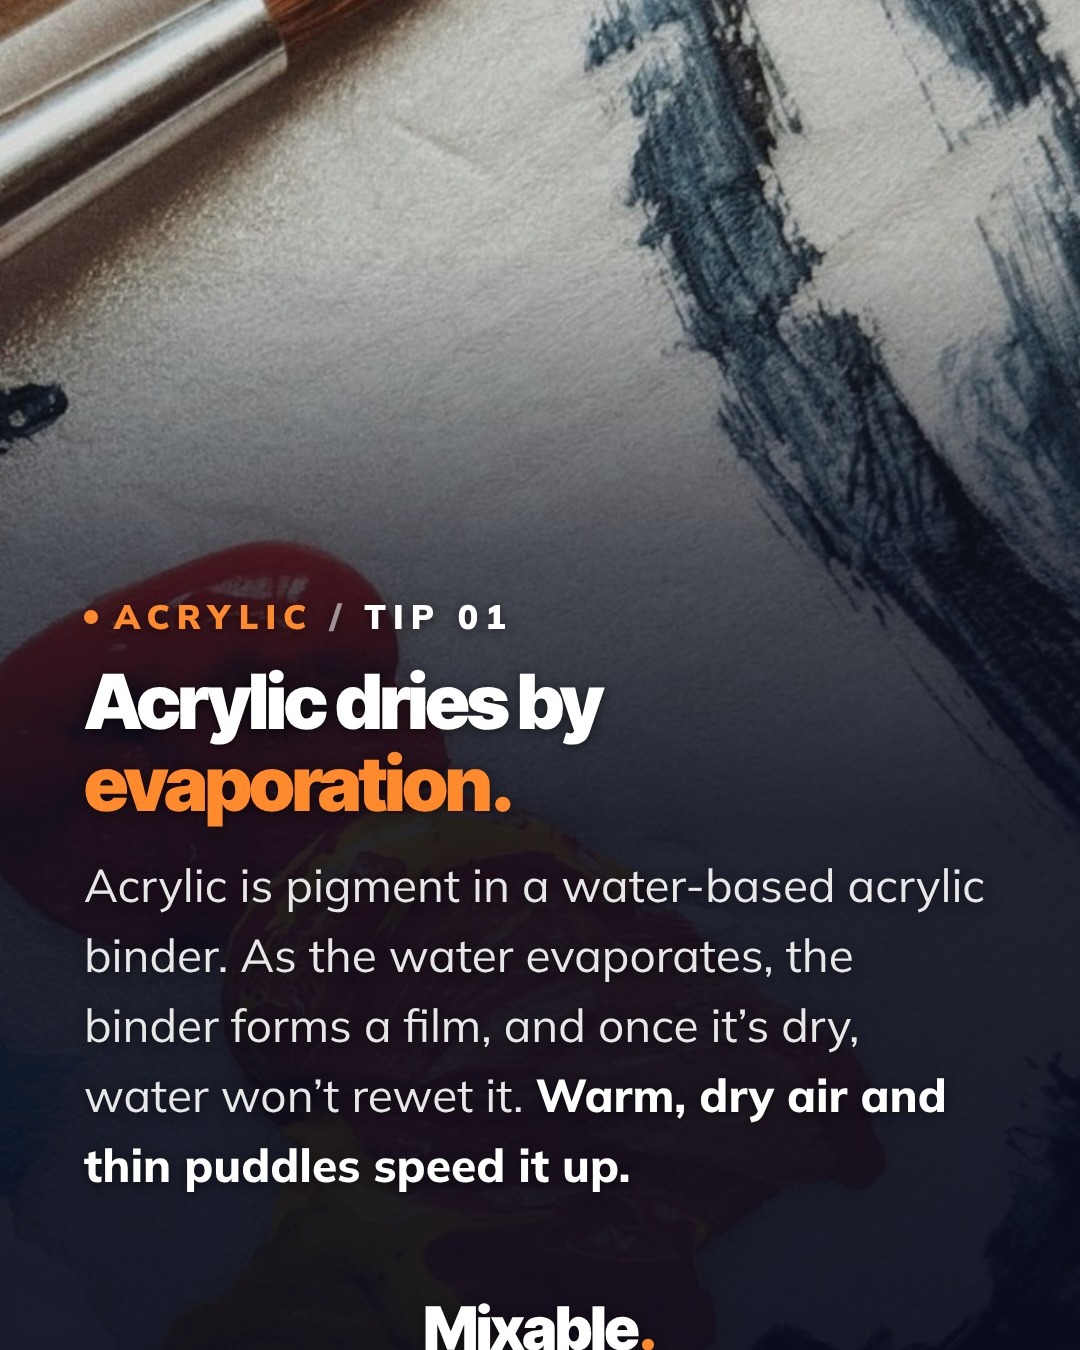 • ACRYLIC / TIP 01
Acrylic dries by
evaporation.
Acrylic is pigment in a water-based acrylic
binder. As the water evaporates, the
binder forms a film, and once it’s dry,
water won’t rewet it. Warm, dry air and
thin puddles speed it up.
Mixable.